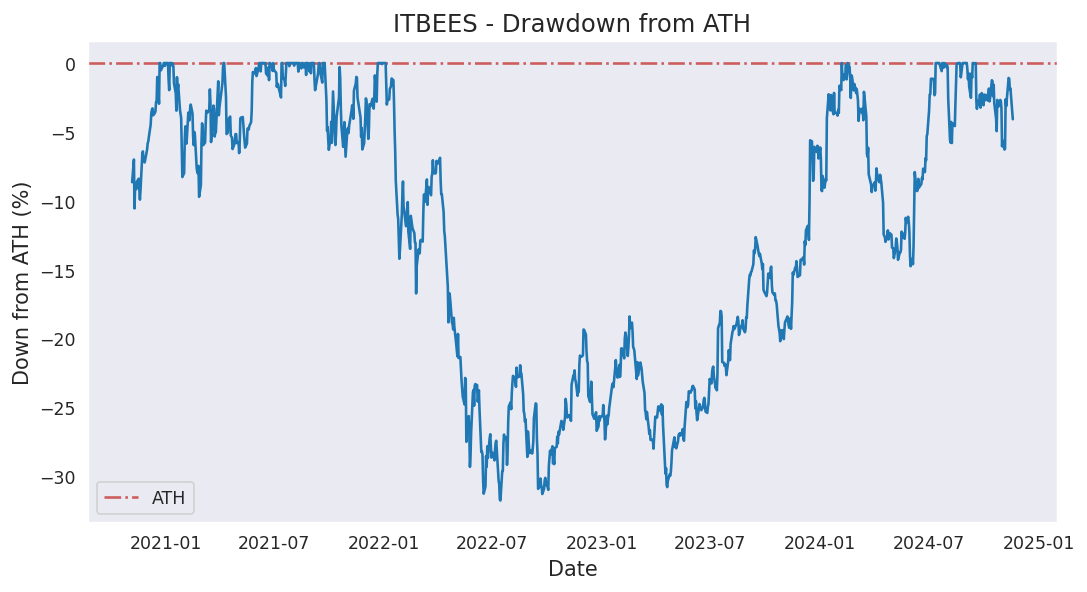 ITBEES - Drawdown from ATH
Down from ATH (%)
0
−5
−10
−15
−20
−25
−30
ATH
2021-01 2021-07 2022-01 2022-07 2023-01 2023-07 2024-01 2024-07 2025-01
Date